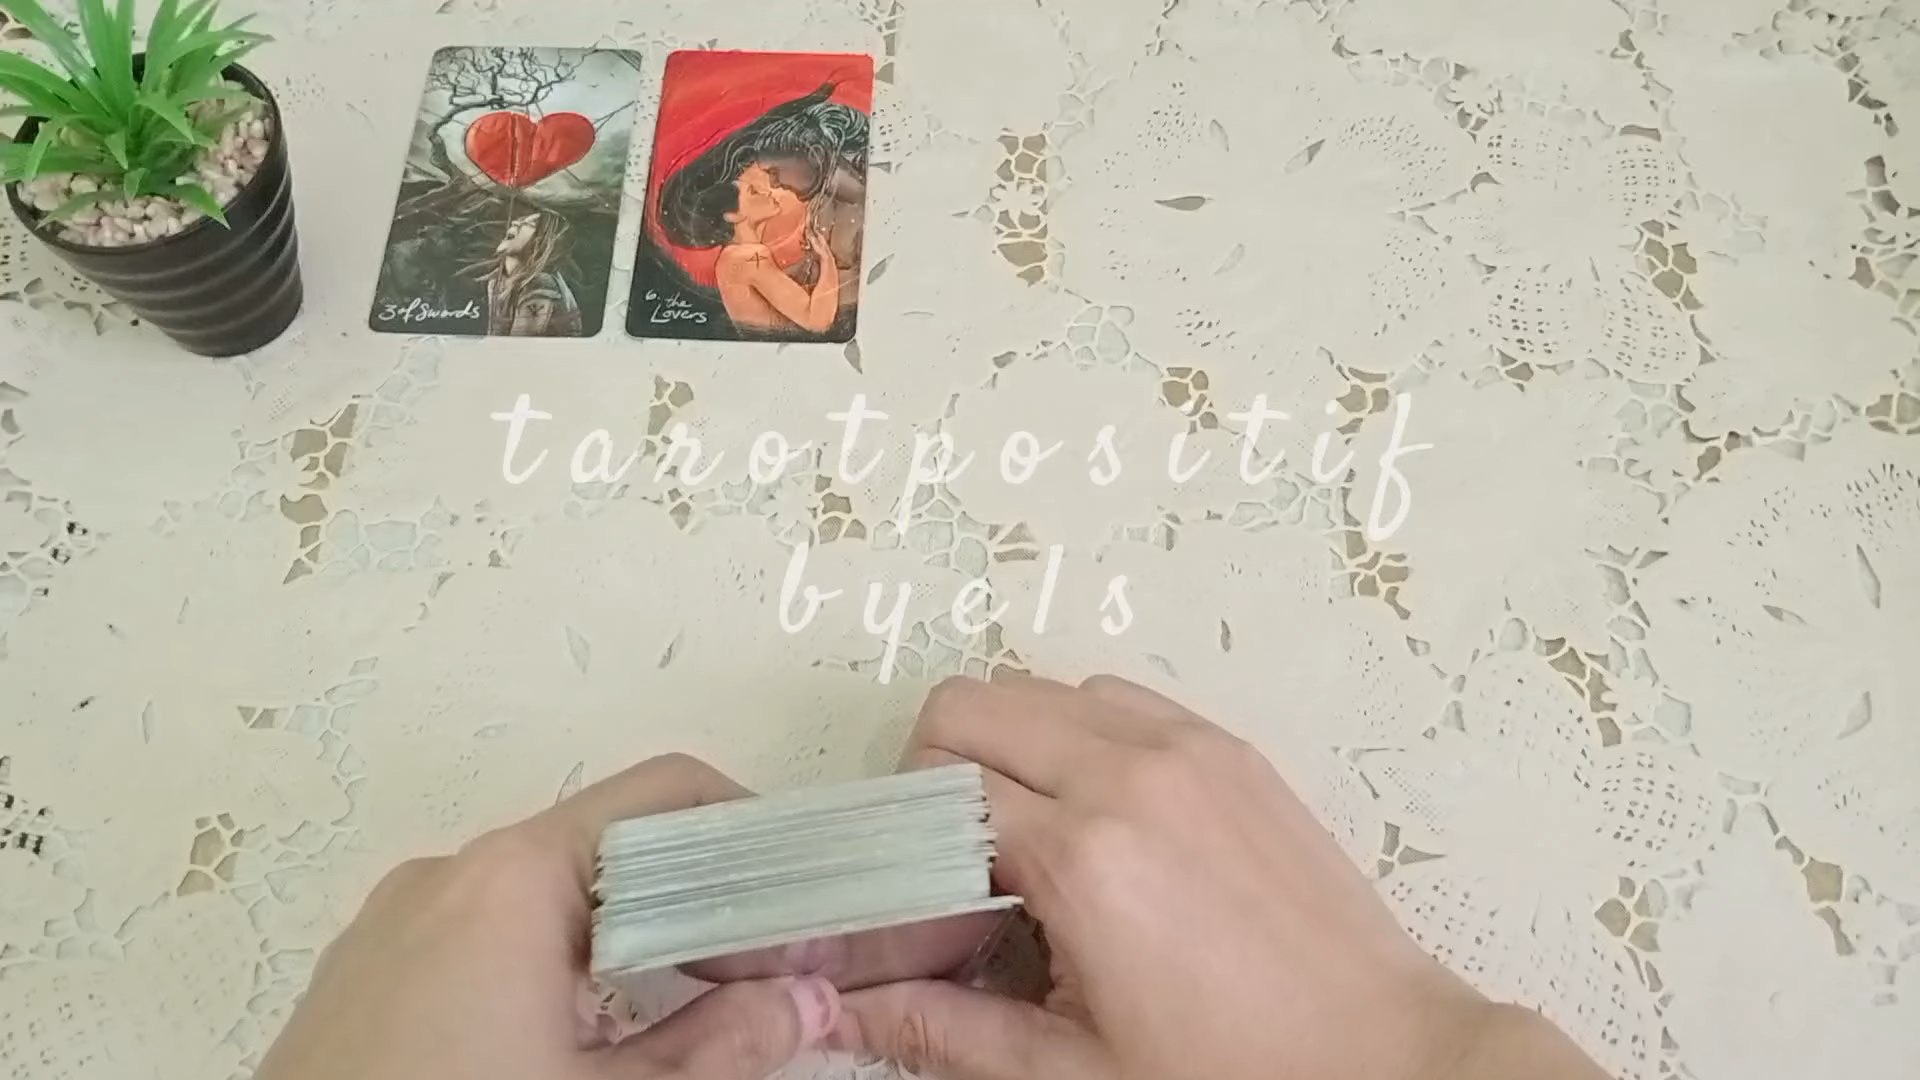 3 of Swords
6. the
Lovers
tarotpositif
byels